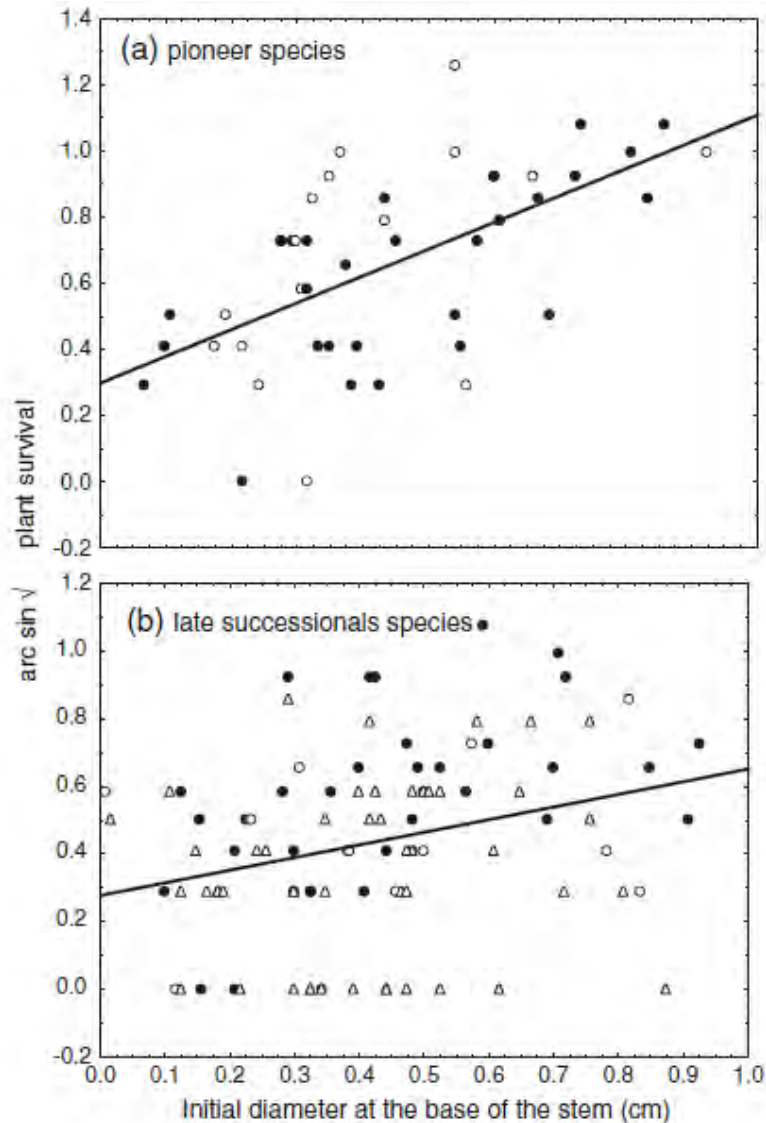 1.4
(a) pioneer species
1.2
1.0
0.8
0.6
0.4
0.2
0.0
-0.2
plant survival
1.2
(b) late successionals species
1,0
0.8
0.6
0.4
0.2
0.0
-0.2
arc sin √
0.0 0.1 0.2 0.3 0.4 0.5 0.6 0.7 0.8 0.9 1.0
Initial diameter at the base of the stem (cm)